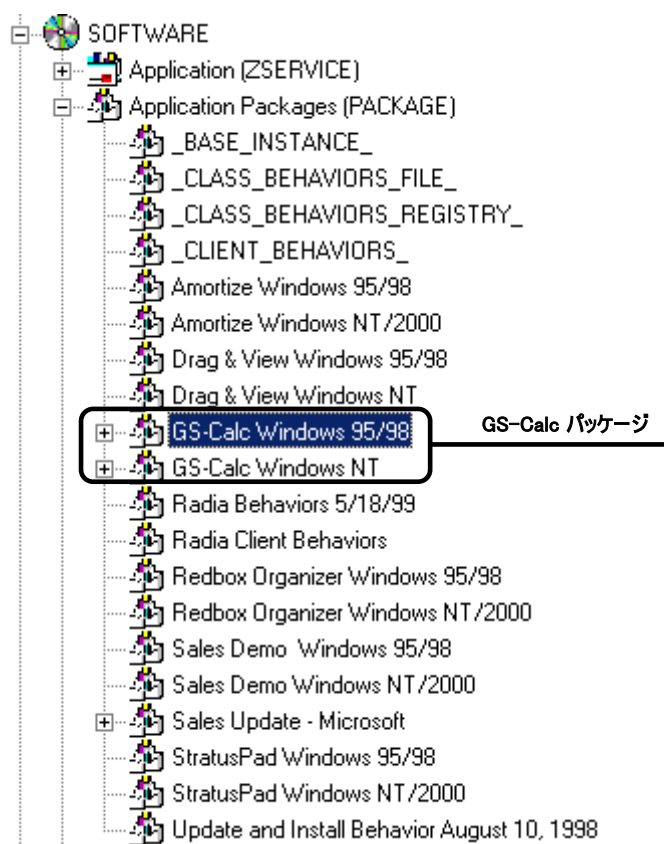 SOFTWARE
Application (ZSERVICE)
Application Packages (PACKAGE)
_BASE_INSTANCE_
_CLASS_BEHAVIORS_FILE_
_CLASS_BEHAVIORS_REGISTRY_
_CLIENT_BEHAVIORS_
Amortize Windows 95/98
Amortize Windows NT/2000
Drag & View Windows 95/98
Drag & View Windows NT
GS-Calc Windows 95/98
GS-Calc パッケージ
GS-Calc Windows NT
Radia Behaviors 5/18/99
Radia Client Behaviors
Redbox Organizer Windows 95/98
Redbox Organizer Windows NT/2000
Sales Demo  Windows 95/98
Sales Demo Windows NT/2000
Sales Update - Microsoft
StratusPad Windows 95/98
StratusPad Windows NT/2000
Update and Install Behavior August 10, 1998